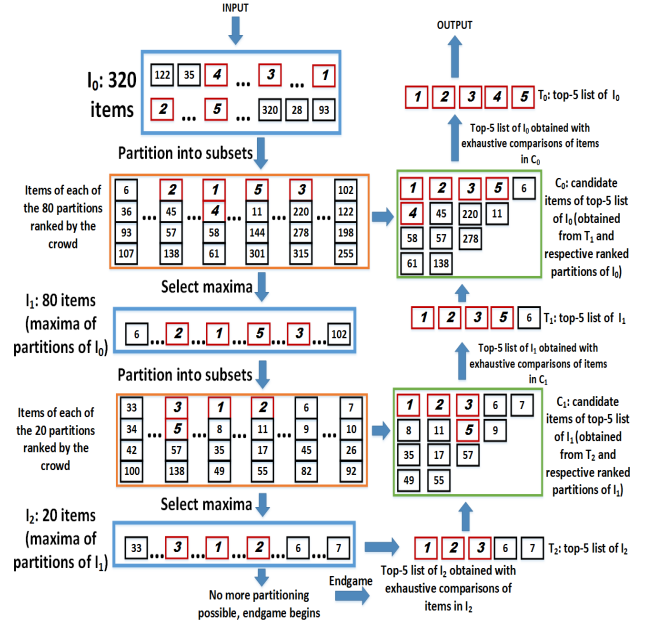 INPUT
I0: 320
items
122 35 4 ... 3 ... 1
2 ... 5 ... 320 28 93
Partition into subsets
Items of each of
the 80 partitions
ranked by the
crowd
6 2 1 5 3 102
36 ... 45 ... 4 ... 11 ... 220 ... 122
93 57 58 144 278 198
107 138 61 301 315 255
Select maxima
I1: 80 items
(maxima of
partitions of I0)
6 ... 2 ... 1 ... 5 ... 3 ... 102
Partition into subsets
Items of each of
the 20 partitions
ranked by the
crowd
33 3 1 2 6 7
34 ... 5 ... 8 ... 11 ... 9 ... 10
42 57 35 17 45 26
100 138 49 55 82 92
Select maxima
I2: 20 items
(maxima of
partitions of I1)
33 ... 3 ... 1 ... 2 ... 6 ... 7
No more partitioning
possible, endgame begins
Endgame
Top-5 list of I2 obtained with
exhaustive comparisons of
items in I2
1 2 3 6 7
T2: top-5 list of I2
1 2 3 6 7
8 11 5 9
35 17 57
49 55
C1: candidate
items of top-5 list
of I1 (obtained
from T2 and
respective ranked
partitions of I1)
Top-5 list of I1 obtained with
exhaustive comparisons of items
in C1
1 2 3 5 6
T1: top-5 list of I1
1 2 3 5 6
4 45 220 11
58 57 278
61 138
C0: candidate
items of top-5 list
of I0 (obtained
from T1 and
respective ranked
partitions of I0)
Top-5 list of I0 obtained with
exhaustive comparisons of items
in C0
1 2 3 4 5
T0: top-5 list of I0
OUTPUT